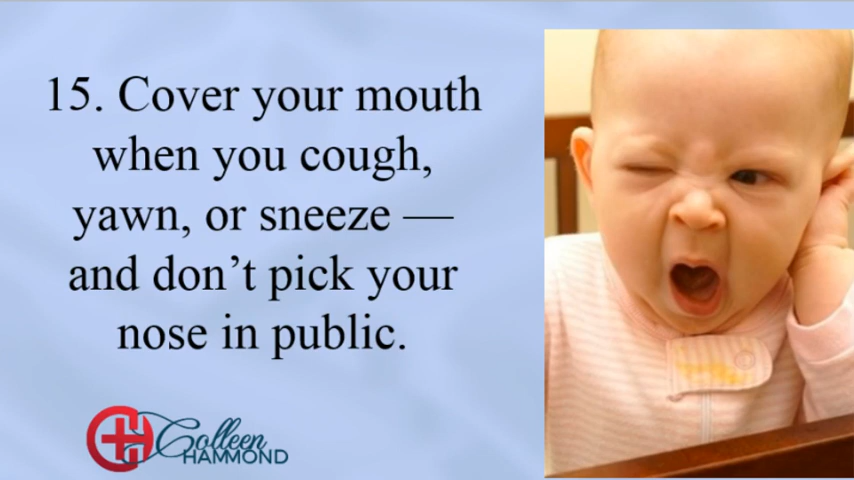 15. Cover your mouth
when you cough,
yawn, or sneeze —
and don’t pick your
nose in public.
Colleen
HAMMOND